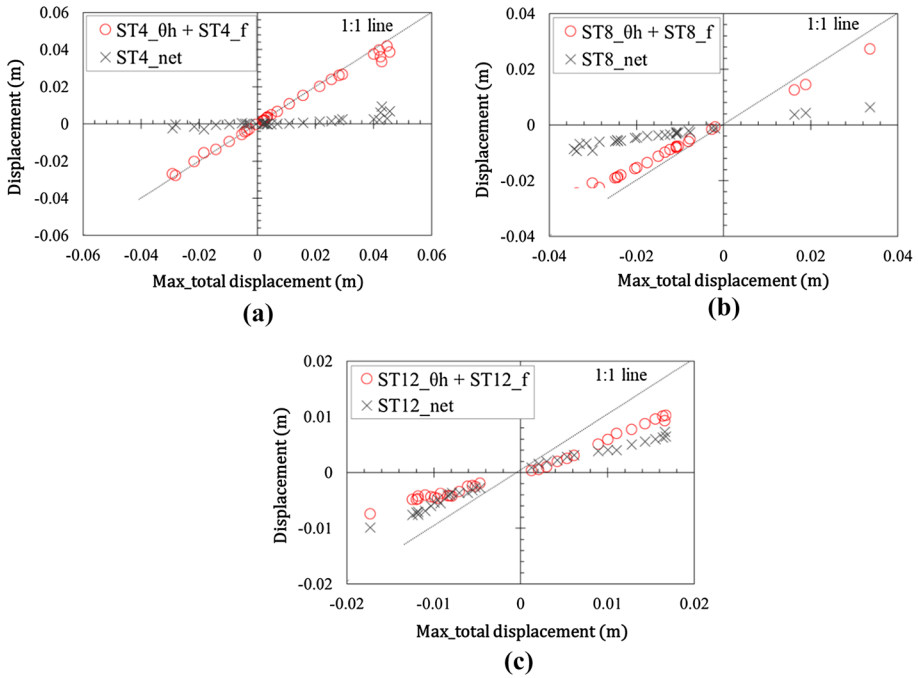 0.06
0.04
0.02
0
-0.02
-0.04
-0.06
Displacement (m)
ST4_θh + ST4_f
ST4_net
1:1 line
-0.06 -0.04 -0.02 0 0.02 0.04 0.06
Max_total displacement (m)
(a)
0.04
0.02
0
-0.02
-0.04
Displacement (m)
ST8_θh + ST8_f
ST8_net
1:1 line
-0.04 -0.02 0 0.02 0.04
Max_total displacement (m)
(b)
0.02
0.01
0
-0.01
-0.02
Displacement (m)
ST12_θh + ST12_f
ST12_net
1:1 line
-0.02 -0.01 0 0.01 0.02
Max_total displacement (m)
(c)